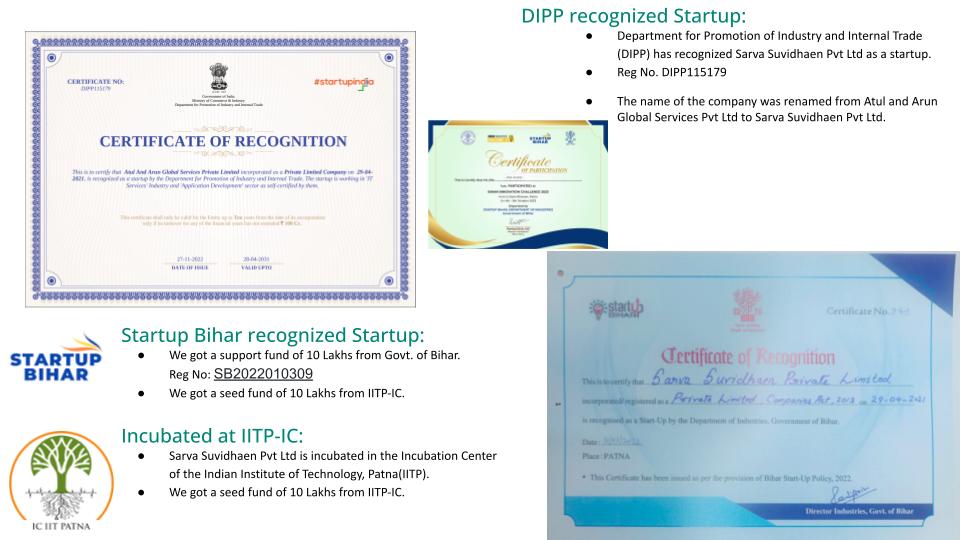 DIPP recognized Startup:
● Department for Promotion of Industry and Internal Trade
(DIPP) has recognized Sarva Suvidhaen Pvt Ltd as a startup.
● Reg No. DIPP115179
● The name of the company was renamed from Atul and Arun
Global Services Pvt Ltd to Sarva Suvidhaen Pvt Ltd.
CERTIFICATE NO:
DIPP115179
#startupindia
Government of India
Ministry of Commerce & Industry
Department for Promotion of Industry and Internal Trade
CERTIFICATE OF RECOGNITION
This is to certify that Atul And Arun Global Services Private Limited incorporated as a Private Limited Company on 29-04-
2021, is recognized as a startup by the Department for Promotion of Industry and Internal Trade. The startup is working in 'IT
Services' Industry and 'Application Development' sector as self-certified by them.
This certificate shall only be valid for the Entity up to Ten years from the date of its incorporation
only if its turnover for any of the financial years has not exceeded ₹ 100 Cr.
27-11-2022
DATE OF ISSUE
28-04-2031
VALID UPTO
Certificate
OF PARTICIPATION
Startup Bihar recognized Startup:
STARTUP
BIHAR
● We got a support fund of 10 Lakhs from Govt. of Bihar.
Reg No: SB2022010309
● We got a seed fund of 10 Lakhs from IITP-IC.
Incubated at IITP-IC:
● Sarva Suvidhaen Pvt Ltd is incubated in the Incubation Center
of the Indian Institute of Technology, Patna(IITP).
● We got a seed fund of 10 Lakhs from IITP-IC.
IC IIT PATNA
startup
BIHAR
Certificate No.
Certificate of Recognition
This is to certify that Sarva Suvidhaen Private Limited
incorporated/registered as a Private Limited Companies Act, 2013 on 29-04-2021
is recognised as a Start-Up by the Department of Industries, Government of Bihar.
Date:
Place: PATNA
• This Certificate has been issued as per the provision of Bihar Start-Up Policy, 2022
Director Industries, Govt. of Bihar